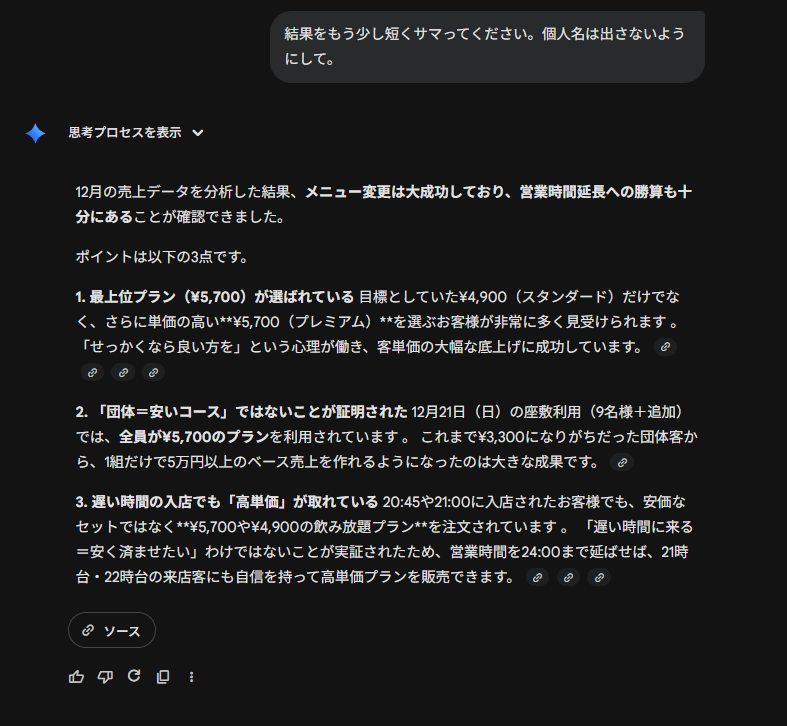 結果をもう少し短くサマってください。個人名は出さないよう
にして。
思考プロセスを表示
12月の売上データを分析した結果、メニュー変更は大成功しており、営業時間延長への勝算も十
分にあることが確認できました。
ポイントは以下の3点です。
1. 最上位プラン（¥5,700）が選ばれている 目標としていた¥4,900（スタンダード）だけでな
く、さらに単価の高い**¥5,700（プレミアム）**を選ぶお客様が非常に多く見受けられます 。
「せっかくなら良い方を」という心理が働き、客単価の大幅な底上げに成功しています。
2. 「団体＝安いコース」ではないことが証明された 12月21日（日）の座敷利用（9名様＋追加）
では、全員が¥5,700のプランを利用されています 。 これまで¥3,300になりがちだった団体客か
ら、1組だけで5万円以上のベース売上を作れるようになったのは大きな成果です。
3. 遅い時間の入店でも「高単価」が取れている 20:45や21:00に入店されたお客様でも、安価な
セットではなく**¥5,700や¥4,900の飲み放題プラン**を注文されています 。 「遅い時間に来る
＝安く済ませたい」わけではないことが実証されたため、営業時間を24:00まで延ばせば、21時
台・22時台の来店客にも自信を持って高単価プランを販売できます。
ソース